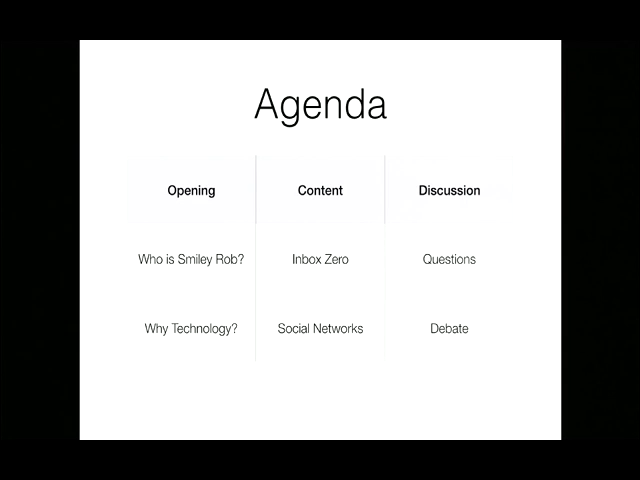 Agenda
Opening Content Discussion
Who is Smiley Rob? Inbox Zero Questions
Why Technology? Social Networks Debate